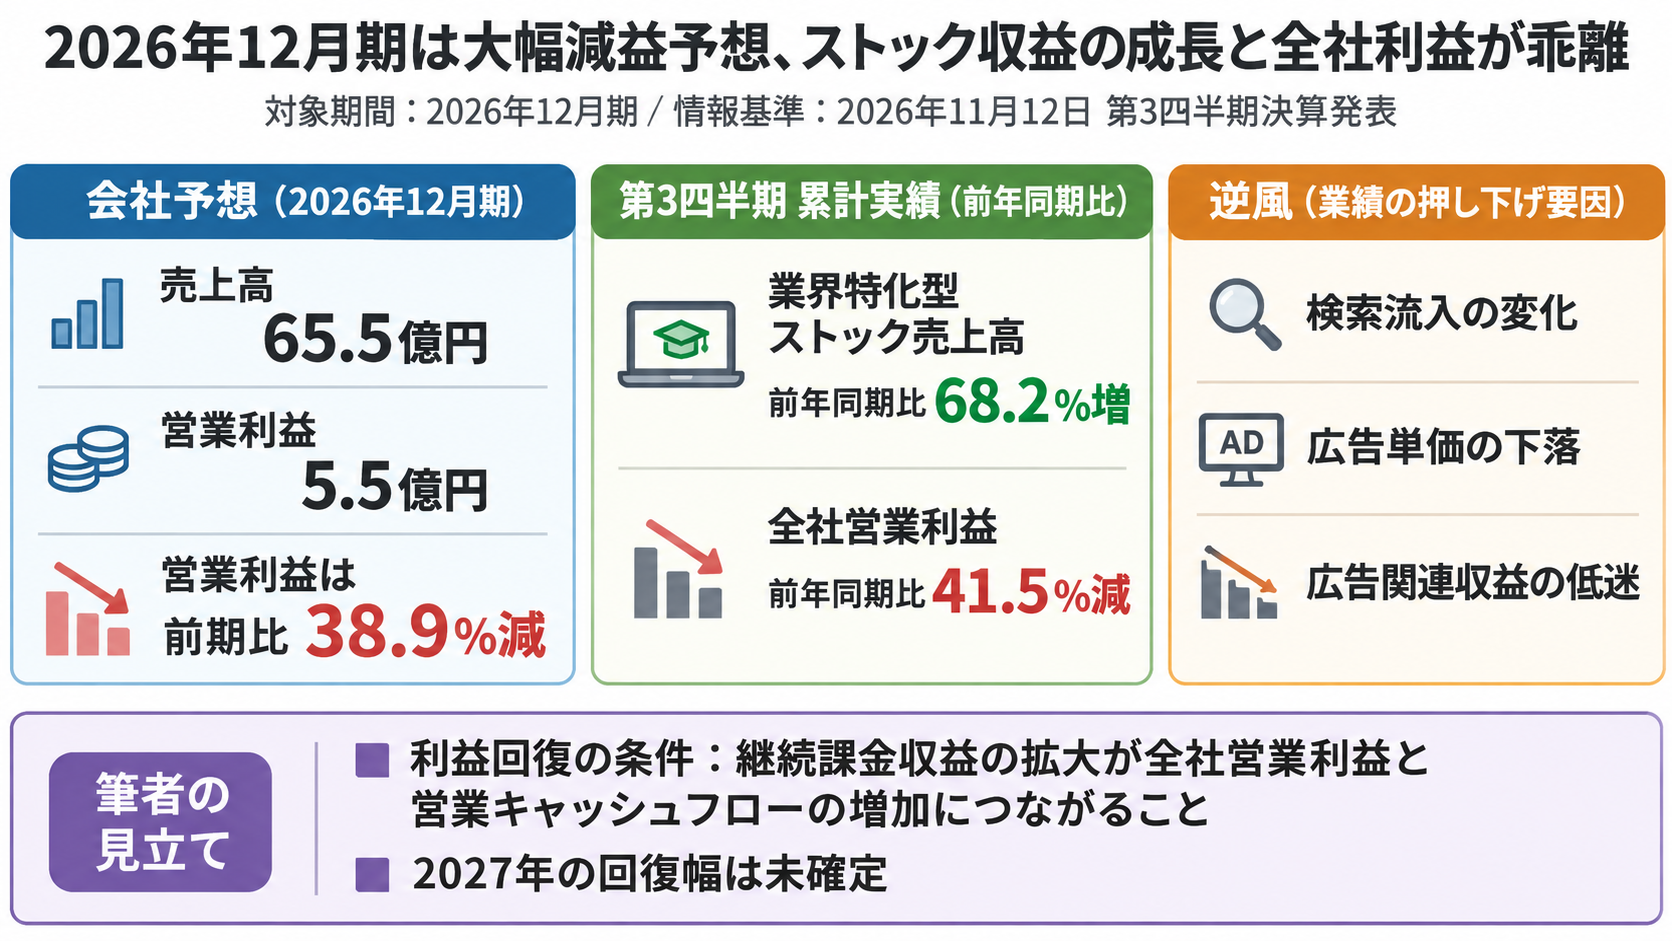 2026年12月期は大幅減益予想、ストック収益の成長と全社利益が乖離
対象期間：2026年12月期 / 情報基準：2026年11月12日 第3四半期決算発表
会社予想（2026年12月期）
売上高
65.5億円
営業利益
5.5億円
営業利益は
前期比 38.9%減
第3四半期 累計実績（前年同期比）
業界特化型
ストック売上高
前年同期比 68.2%増
全社営業利益
前年同期比 41.5%減
逆風（業績の押し下げ要因）
検索流入の変化
AD
広告単価の下落
広告関連収益の低迷
筆者の
見立て
■ 利益回復の条件：継続課金収益の拡大が全社営業利益と
営業キャッシュフローの増加につながること
■ 2027年の回復幅は未確定